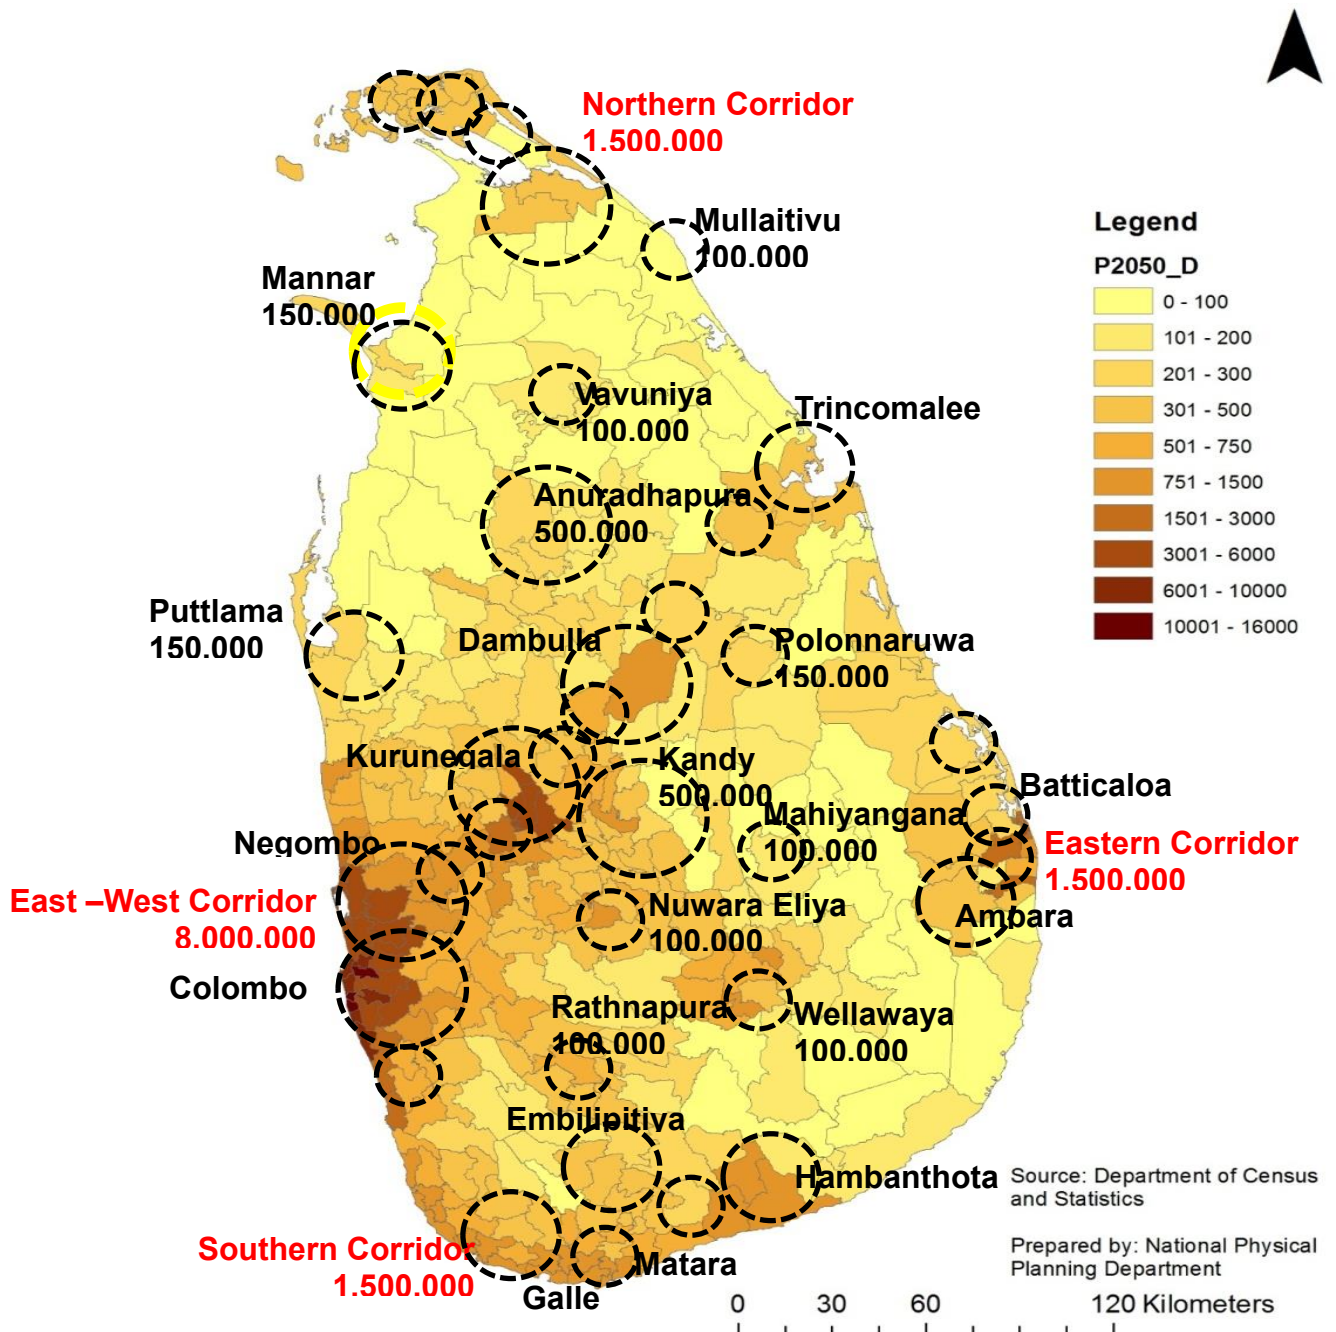 Northern Corridor
1.500.000
Mullaitivu
100.000
Legend
P2050_D
0 - 100
101 - 200
201 - 300
301 - 500
501 - 750
751 - 1500
1501 - 3000
3001 - 6000
6001 - 10000
10001 - 16000
Mannar
150.000
Vavuniya
100.000
Trincomalee
Anuradhapura
500.000
Puttlama
150.000
Dambulla
Polonnaruwa
150.000
Kurunegala
Kandy
500.000
Batticaloa
Mahiyangana
100.000
Negombo
Eastern Corridor
1.500.000
East –West Corridor
8.000.000
Nuwara Eliya
100.000
Ampara
Colombo
Rathnapura
100.000
Wellawaya
100.000
Embilipitiya
Hambanthota
Source: Department of Census
and Statistics
Prepared by: National Physical
Planning Department
Southern Corridor
1.500.000
Matara
Galle
0 30 60 120 Kilometers